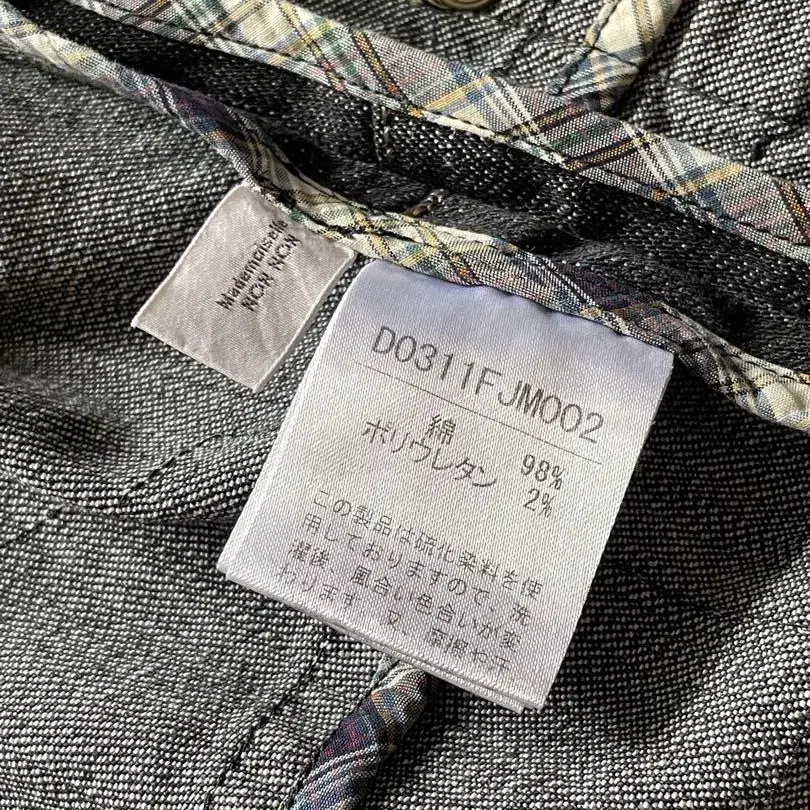 Mademoiselle
NON NON
D0311FJM002
綿 98%
ポリウレタン 2%
この製品は硫化染料を使
用しておりますので、洗
濯後、風合い色合いが変
わります 又、摩擦や汗